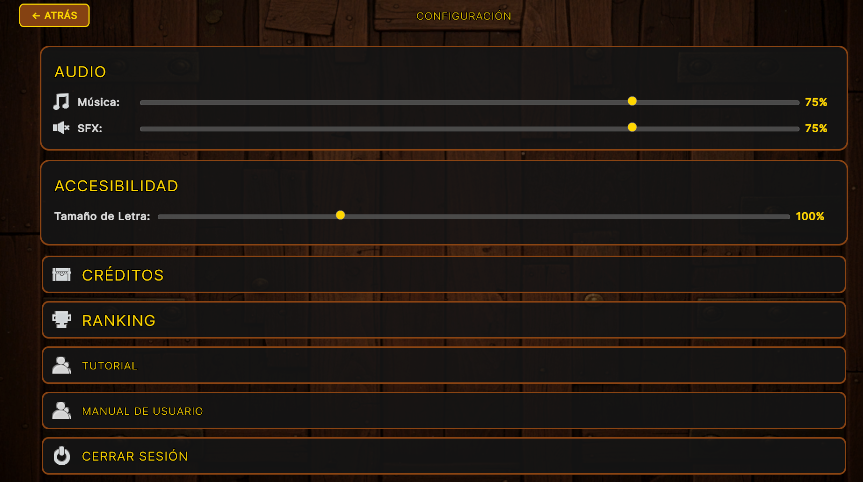 ← ATRÁS
CONFIGURACIÓN
AUDIO
Música: 75%
SFX: 75%
ACCESIBILIDAD
Tamaño de Letra: 100%
CRÉDITOS
RANKING
TUTORIAL
MANUAL DE USUARIO
CERRAR SESIÓN